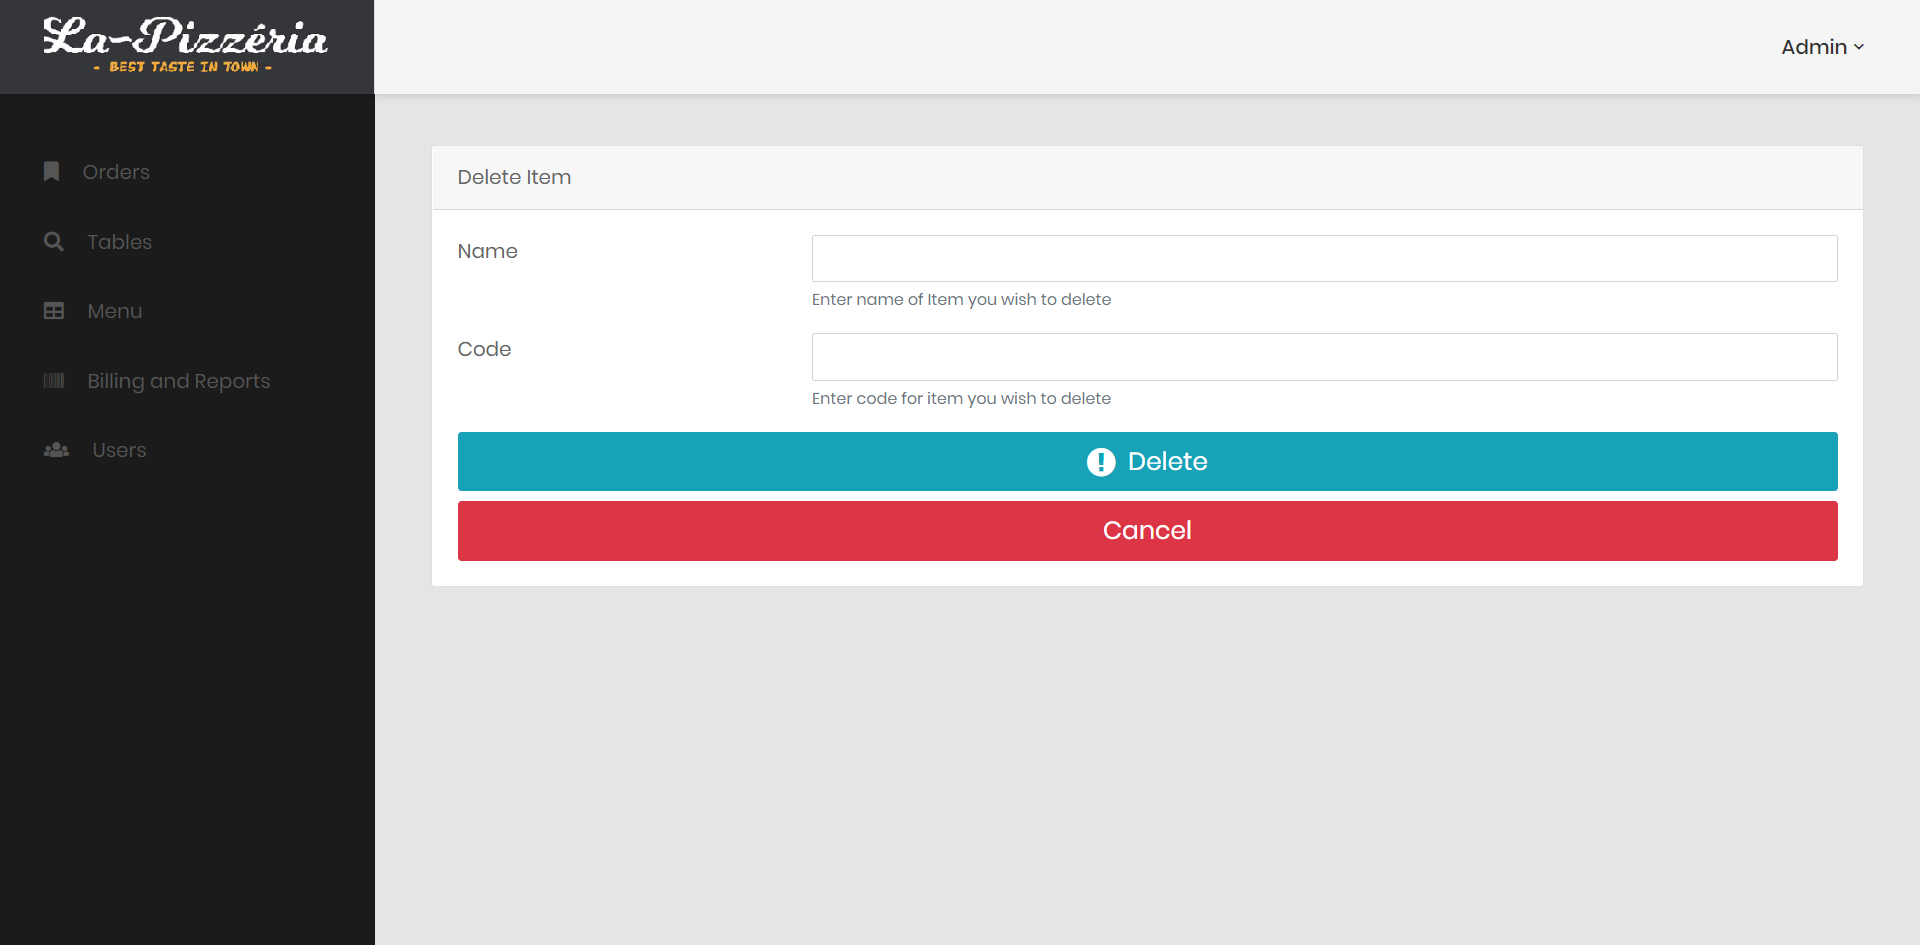 La-Pizzéria
- BEST TASTE IN TOWN -
Admin
Orders
Tables
Menu
Billing and Reports
Users
Delete Item
Name
Enter name of Item you wish to delete
Code
Enter code for item you wish to delete
Delete
Cancel